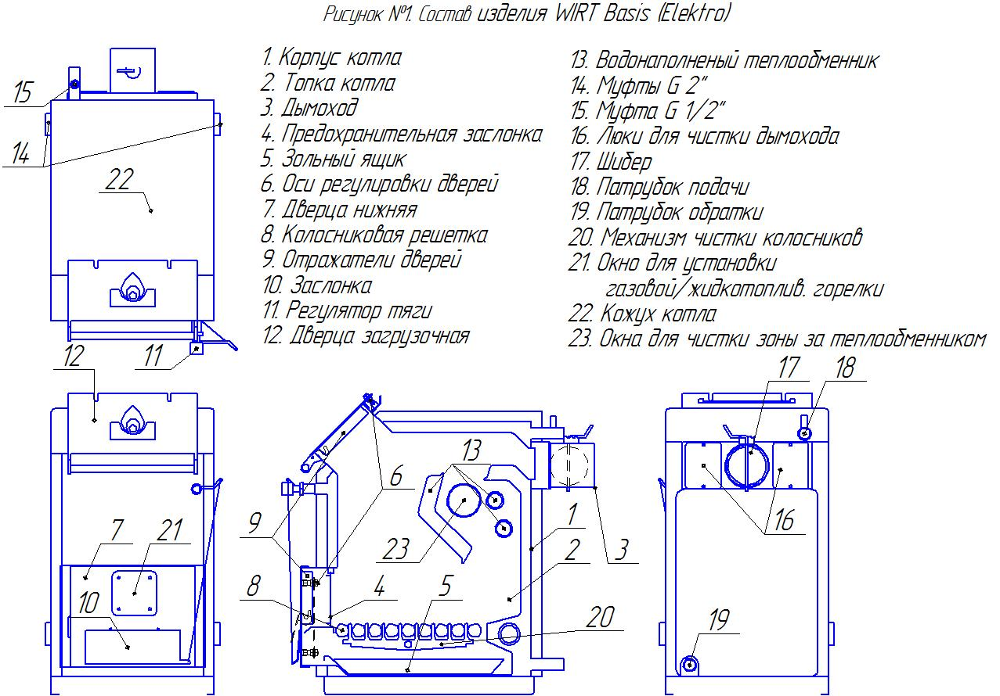 Рисунок №1. Состав изделия WIRT Basis (Elektro)
1. Корпус котла
2. Топка котла
3. Дымоход
4. Предохранительная заслонка
5. Зольный ящик
6. Оси регулировки дверей
7. Дверца нижняя
8. Колосниковая решетка
9. Отражатели дверей
10. Заслонка
11. Регулятор тяги
12. Дверца загрузочная
13. Водонаполненый теплообменник
14. Муфты G 2"
15. Муфта G 1/2"
16. Люки для чистки дымохода
17. Шибер
18. Патрубок подачи
19. Патрубок обратки
20. Механизм чистки колосников
21. Окно для установки
газовой/жидкотоплив. горелки
22. Кожух котла
23. Окна для чистки зоны за теплообменником
15
14
22
12
11
7
21
10
13
6
9
23
1
2
3
8
4
5
20
17
18
16
19